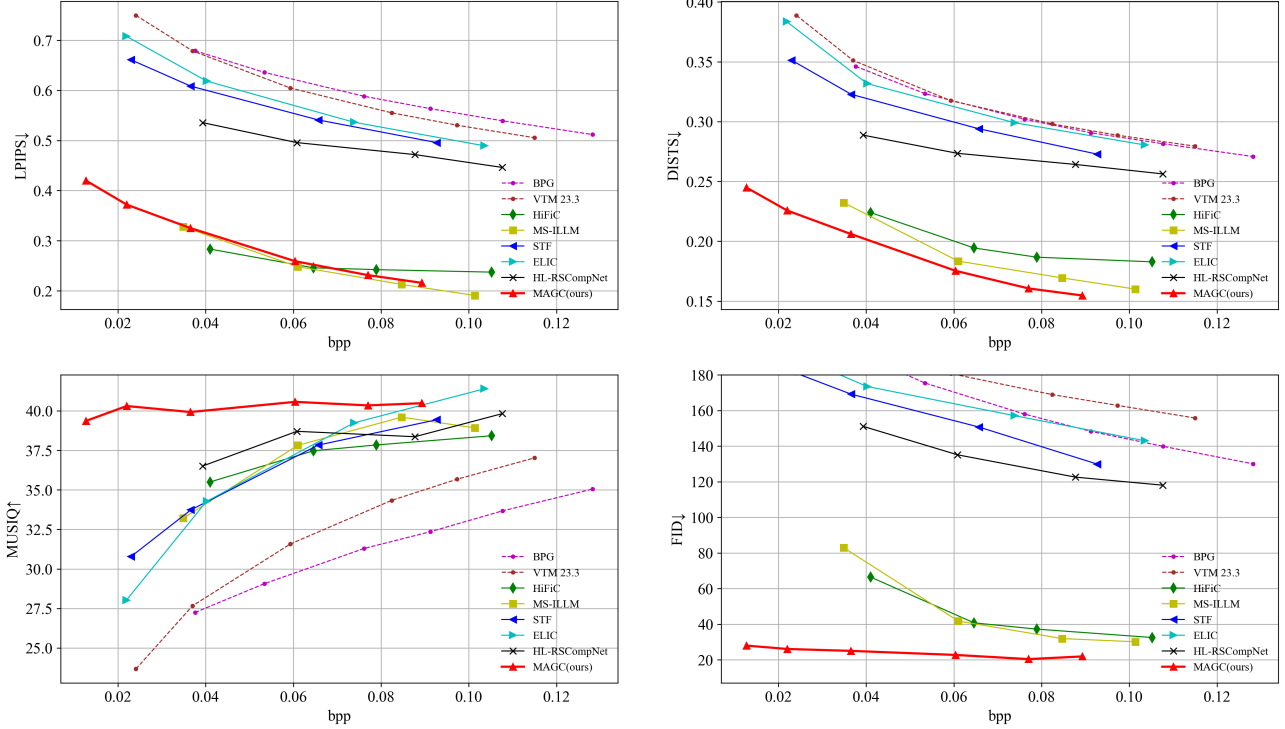 0.7
0.6
0.5
0.4
0.3
0.2
LPIPS↓
0.02 0.04 0.06 0.08 0.10 0.12
bpp
BPG
VTM 23.3
HiFiC
MS-ILLM
STF
ELIC
HL-RSCompNet
MAGC(ours)
0.40
0.35
0.30
0.25
0.20
0.15
DISTS↓
0.02 0.04 0.06 0.08 0.10 0.12
bpp
BPG
VTM 23.3
HiFiC
MS-ILLM
STF
ELIC
HL-RSCompNet
MAGC(ours)
40.0
37.5
35.0
32.5
30.0
27.5
25.0
MUSIQ↑
0.02 0.04 0.06 0.08 0.10 0.12
bpp
BPG
VTM 23.3
HiFiC
MS-ILLM
STF
ELIC
HL-RSCompNet
MAGC(ours)
180
160
140
120
100
80
60
40
20
FID↓
0.02 0.04 0.06 0.08 0.10 0.12
bpp
BPG
VTM 23.3
HiFiC
MS-ILLM
STF
ELIC
HL-RSCompNet
MAGC(ours)